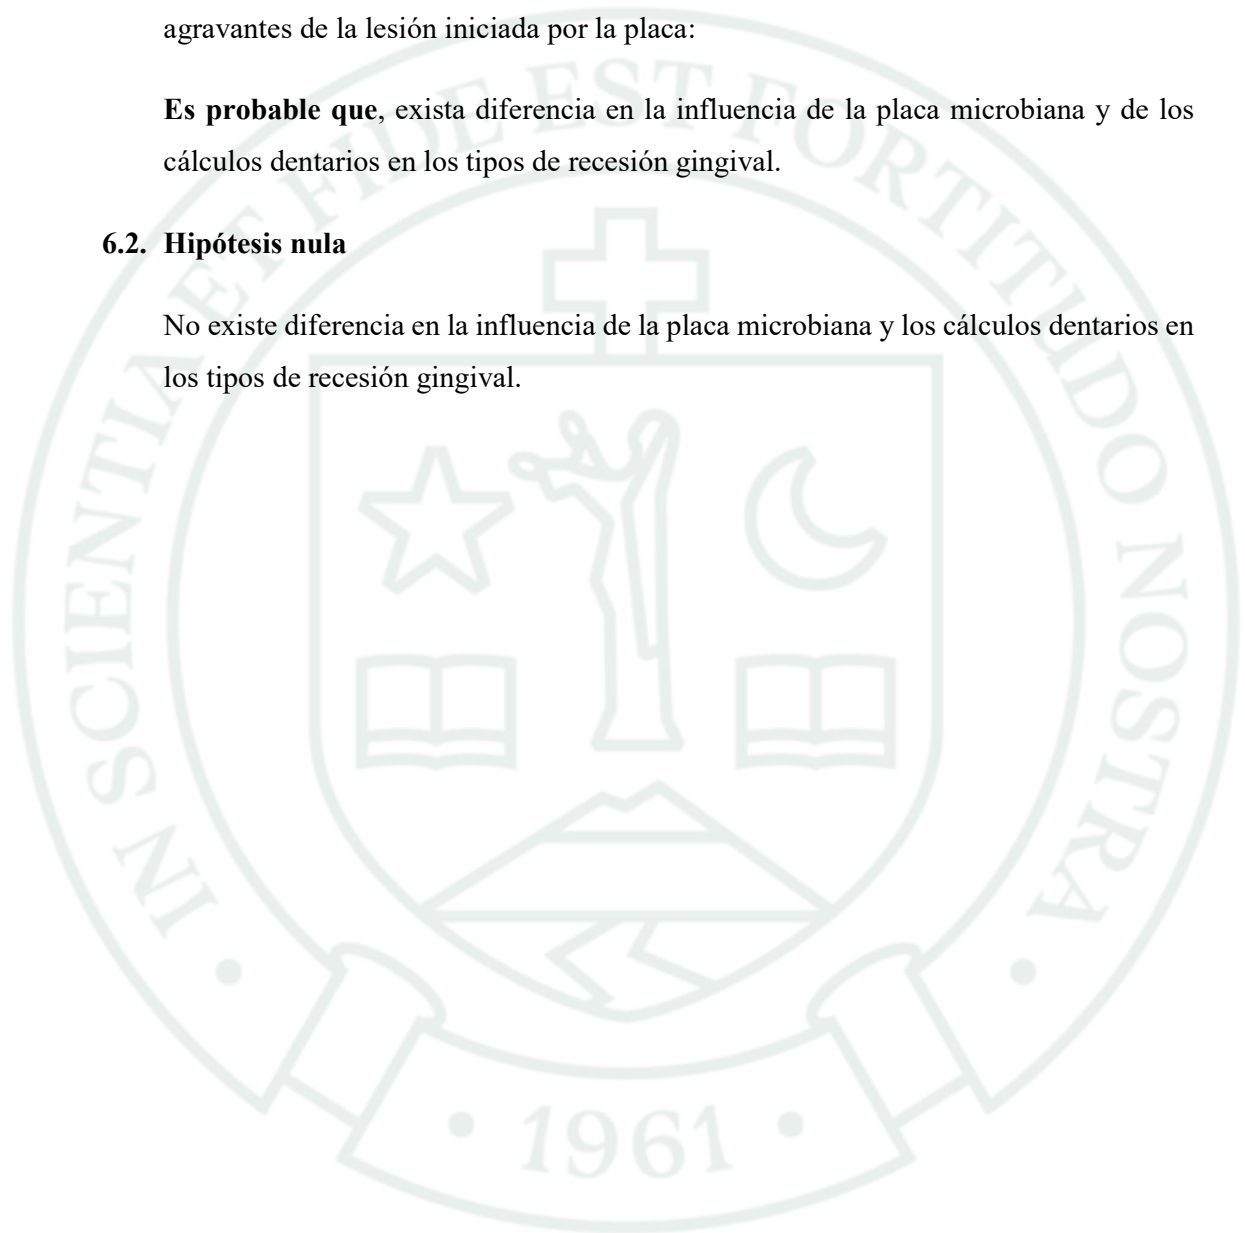 agravantes de la lesión iniciada por la placa:
Es probable que, exista diferencia en la influencia de la placa microbiana y de los
cálculos dentarios en los tipos de recesión gingival.
6.2. Hipótesis nula
No existe diferencia en la influencia de la placa microbiana y los cálculos dentarios en
los tipos de recesión gingival.
IN SCIENTIA ET FIDE EST FORTITUDO NOSTRA
• 1961 •